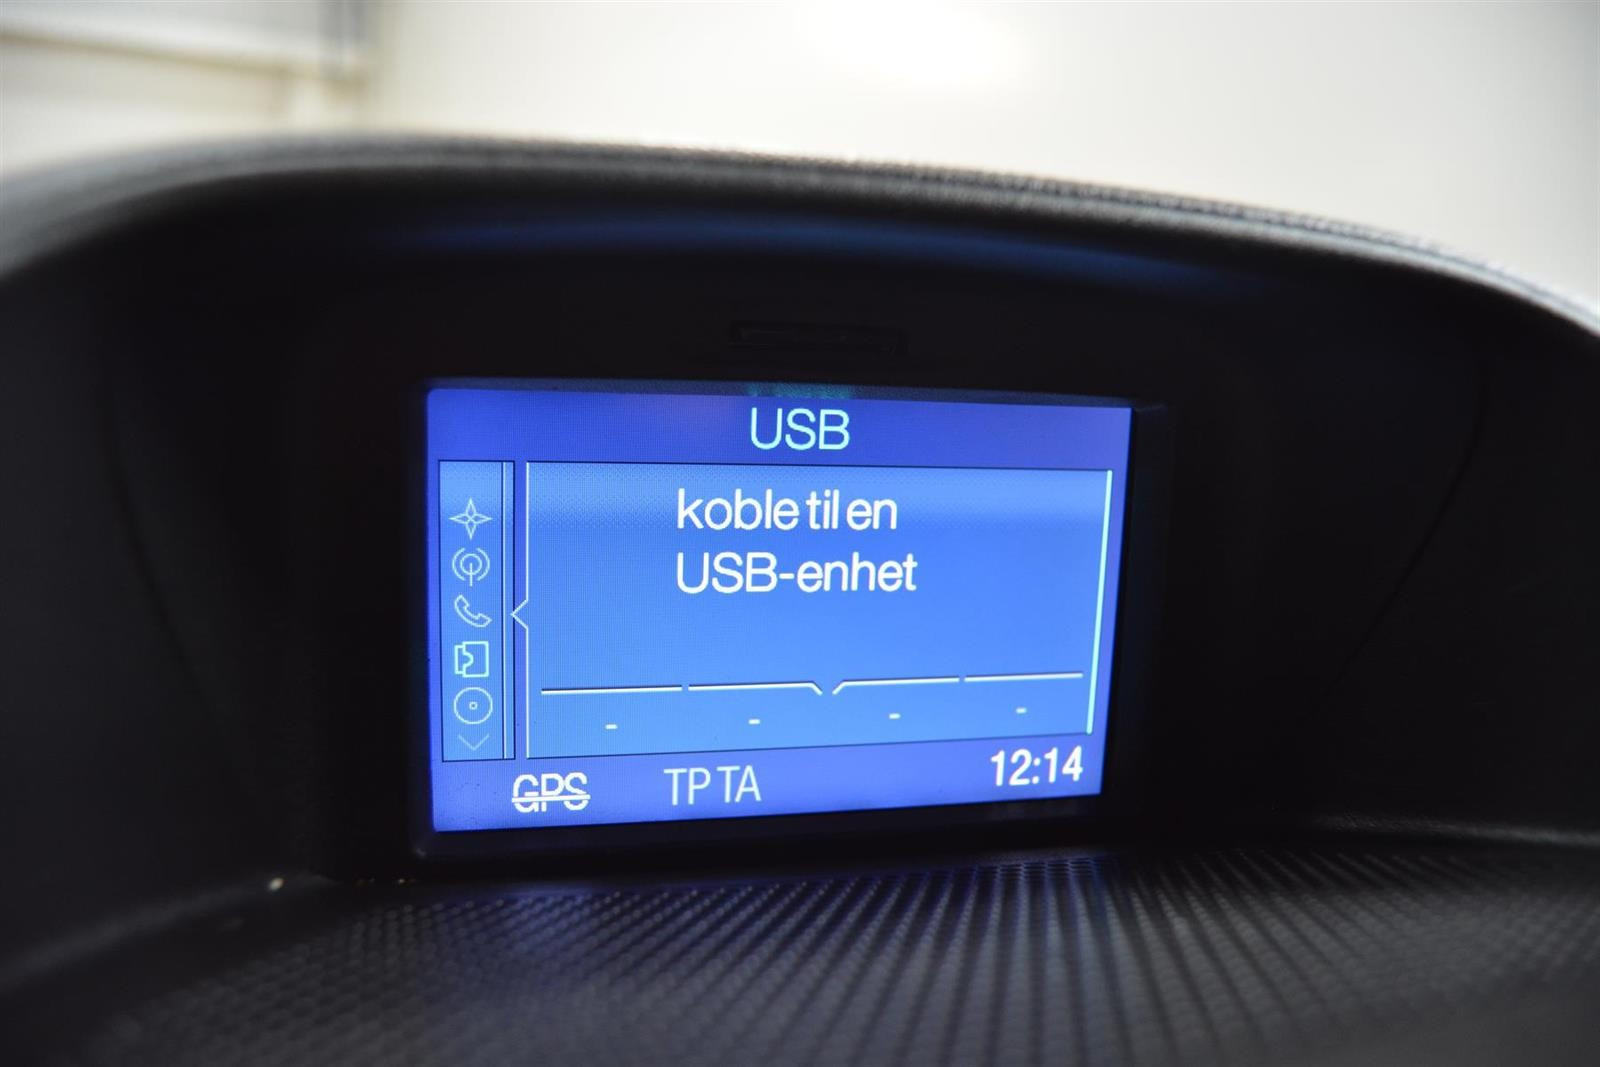 USB
koble til en
USB-enhet
- - - -
GPS TP TA 12:14